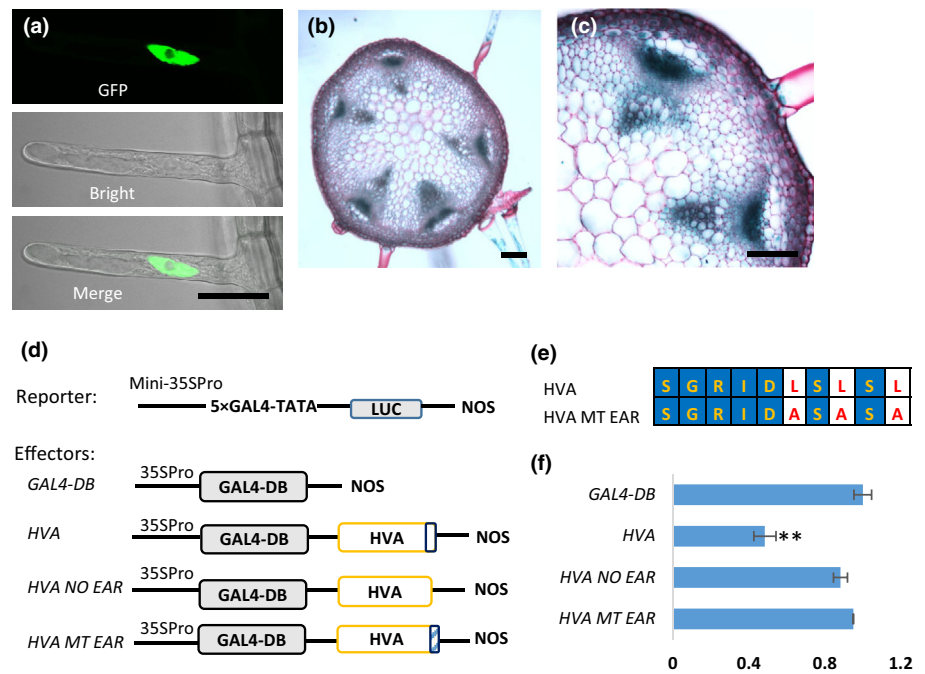 (a)
GFP
Bright
Merge
(b)
(c)
(d)
Mini-35SPro
Reporter:
5×GAL4-TATA
LUC
NOS
Effectors:
GAL4-DB
35SPro
GAL4-DB
NOS
HVA
35SPro
GAL4-DB
HVA
NOS
HVA NO EAR
35SPro
GAL4-DB
HVA
NOS
HVA MT EAR
35SPro
GAL4-DB
HVA
NOS
(e)
HVA S G R I D L S L S L
HVA MT EAR S G R I D A S A S A
(f)
GAL4-DB
HVA **
HVA NO EAR
HVA MT EAR
0 0.4 0.8 1.2